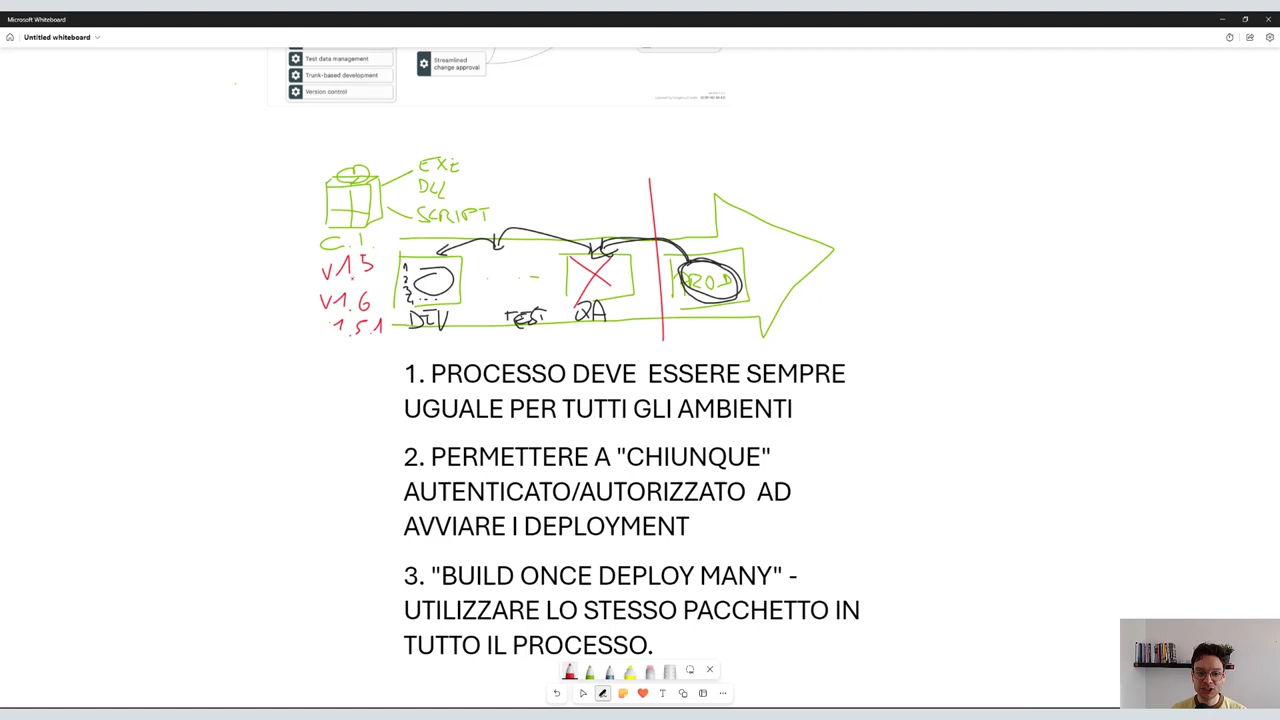 Microsoft Whiteboard
Untitled whiteboard
Test data management
Trunk-based development
Version control
Streamlined
change approval
EXE
DLL
SCRIPT
C.I.
V1.5
V1.6
1.5.1
DEV
TEST
QA
PROD
1. PROCESSO DEVE ESSERE SEMPRE
UGUALE PER TUTTI GLI AMBIENTI
2. PERMETTERE A "CHIUNQUE"
AUTENTICATO/AUTORIZZATO AD
AVVIARE I DEPLOYMENT
3. "BUILD ONCE DEPLOY MANY" -
UTILIZZARE LO STESSO PACCHETTO IN
TUTTO IL PROCESSO.